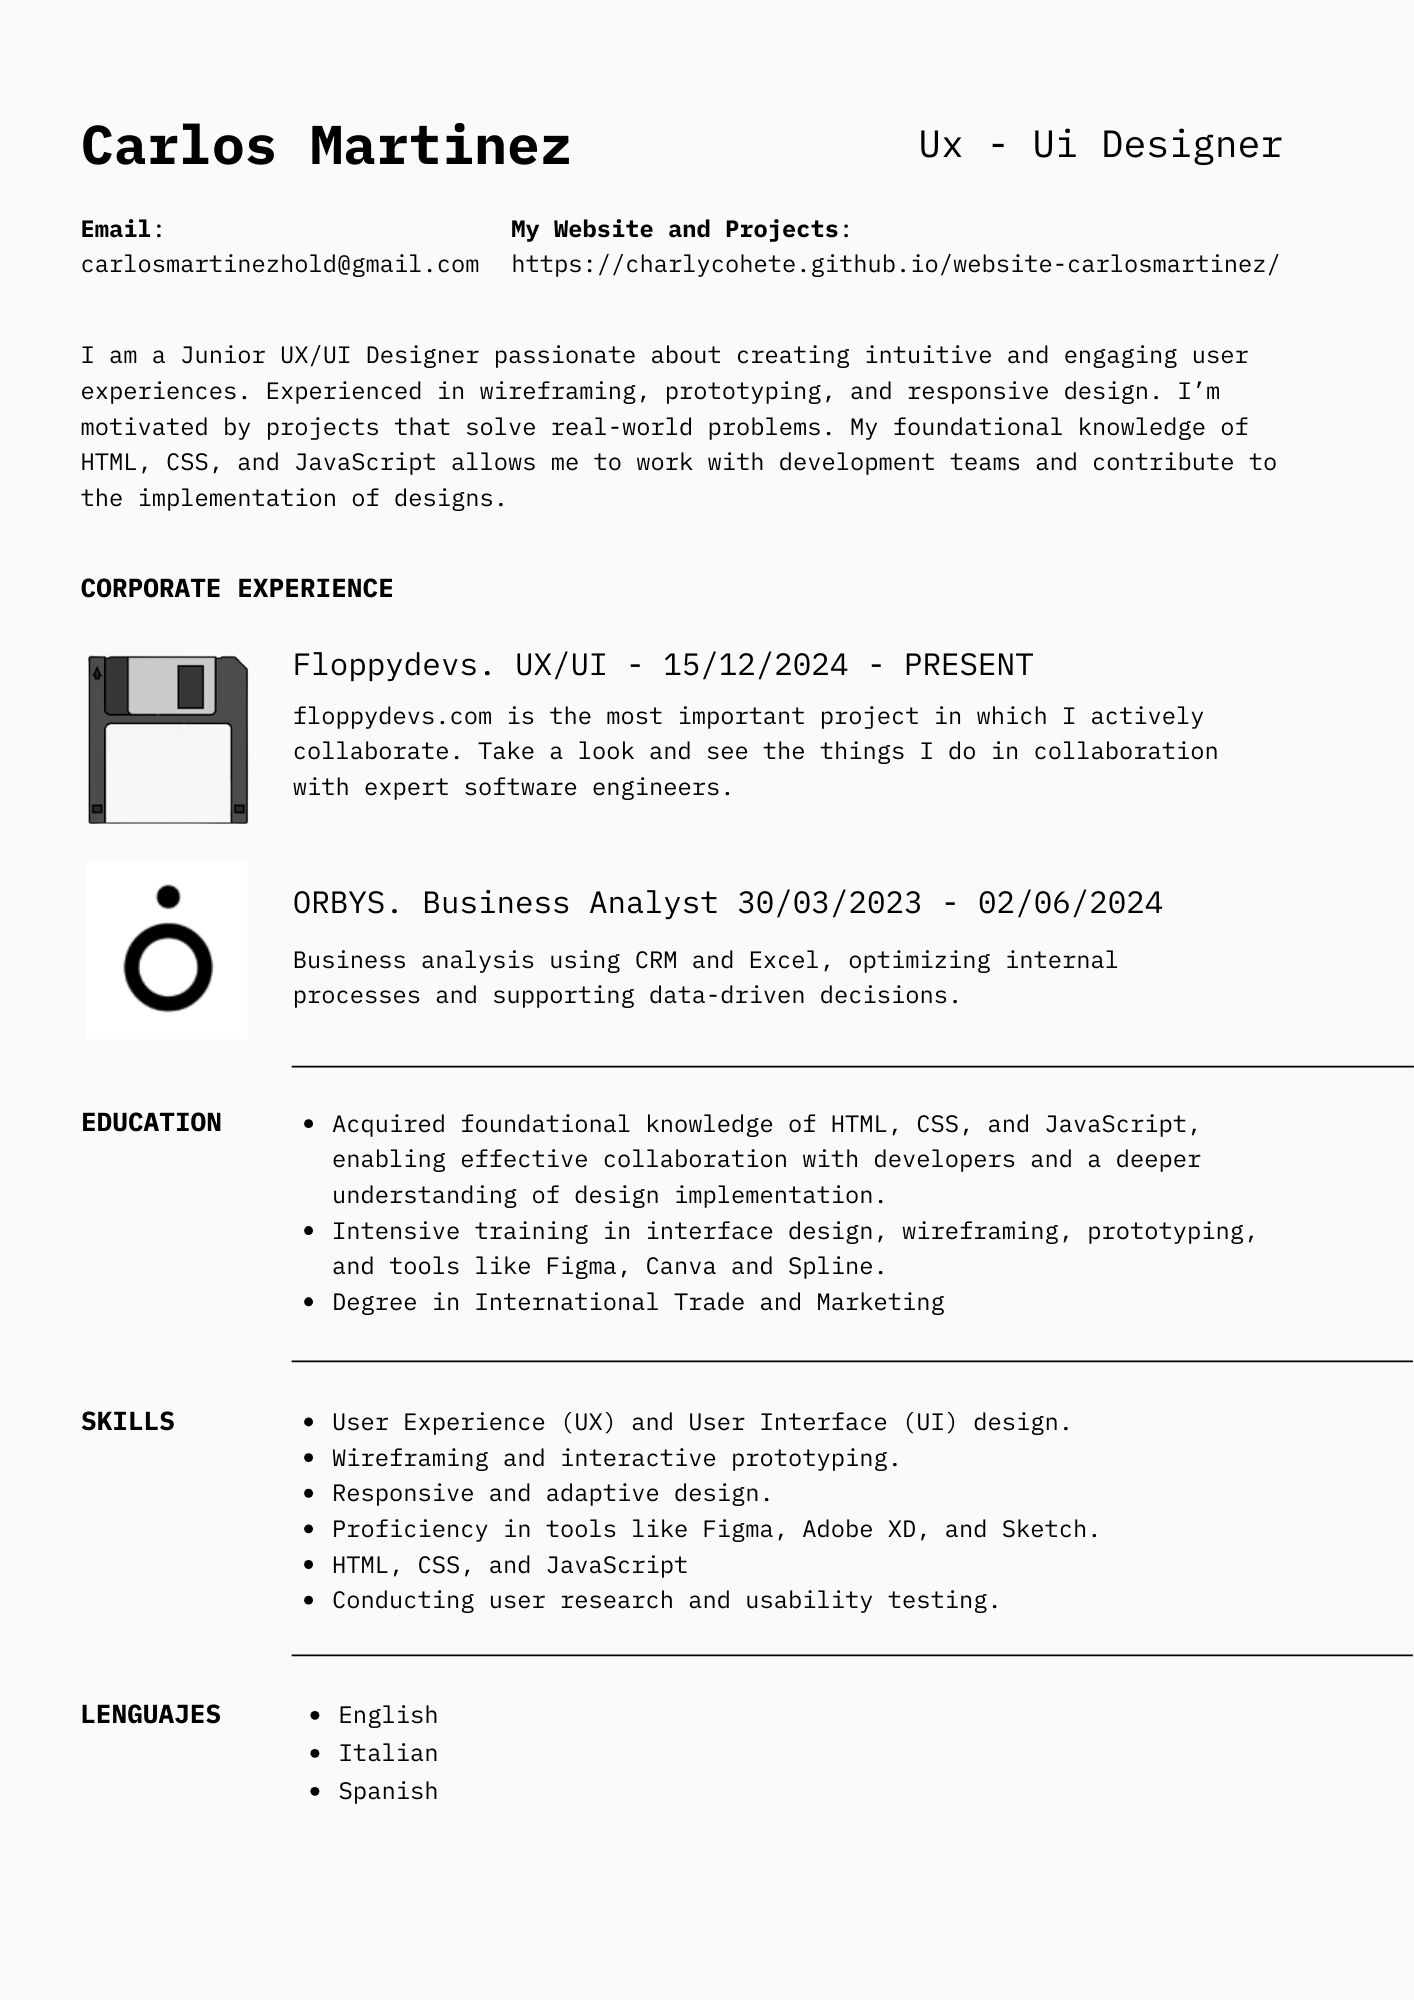 Carlos Martinez
Ux - Ui Designer
Email:
carlosmartinezhold@gmail.com
My Website and Projects:
https://charlycohete.github.io/website-carlosmartinez/
I am a Junior UX/UI Designer passionate about creating intuitive and engaging user
experiences. Experienced in wireframing, prototyping, and responsive design. I’m
motivated by projects that solve real-world problems. My foundational knowledge of
HTML, CSS, and JavaScript allows me to work with development teams and contribute to
the implementation of designs.
CORPORATE EXPERIENCE
Floppydevs. UX/UI - 15/12/2024 - PRESENT
floppydevs.com is the most important project in which I actively
collaborate. Take a look and see the things I do in collaboration
with expert software engineers.
ORBYS. Business Analyst 30/03/2023 - 02/06/2024
Business analysis using CRM and Excel, optimizing internal
processes and supporting data-driven decisions.
EDUCATION
• Acquired foundational knowledge of HTML, CSS, and JavaScript,
enabling effective collaboration with developers and a deeper
understanding of design implementation.
• Intensive training in interface design, wireframing, prototyping,
and tools like Figma, Canva and Spline.
• Degree in International Trade and Marketing
SKILLS
• User Experience (UX) and User Interface (UI) design.
• Wireframing and interactive prototyping.
• Responsive and adaptive design.
• Proficiency in tools like Figma, Adobe XD, and Sketch.
• HTML, CSS, and JavaScript
• Conducting user research and usability testing.
LENGUAJES
• English
• Italian
• Spanish